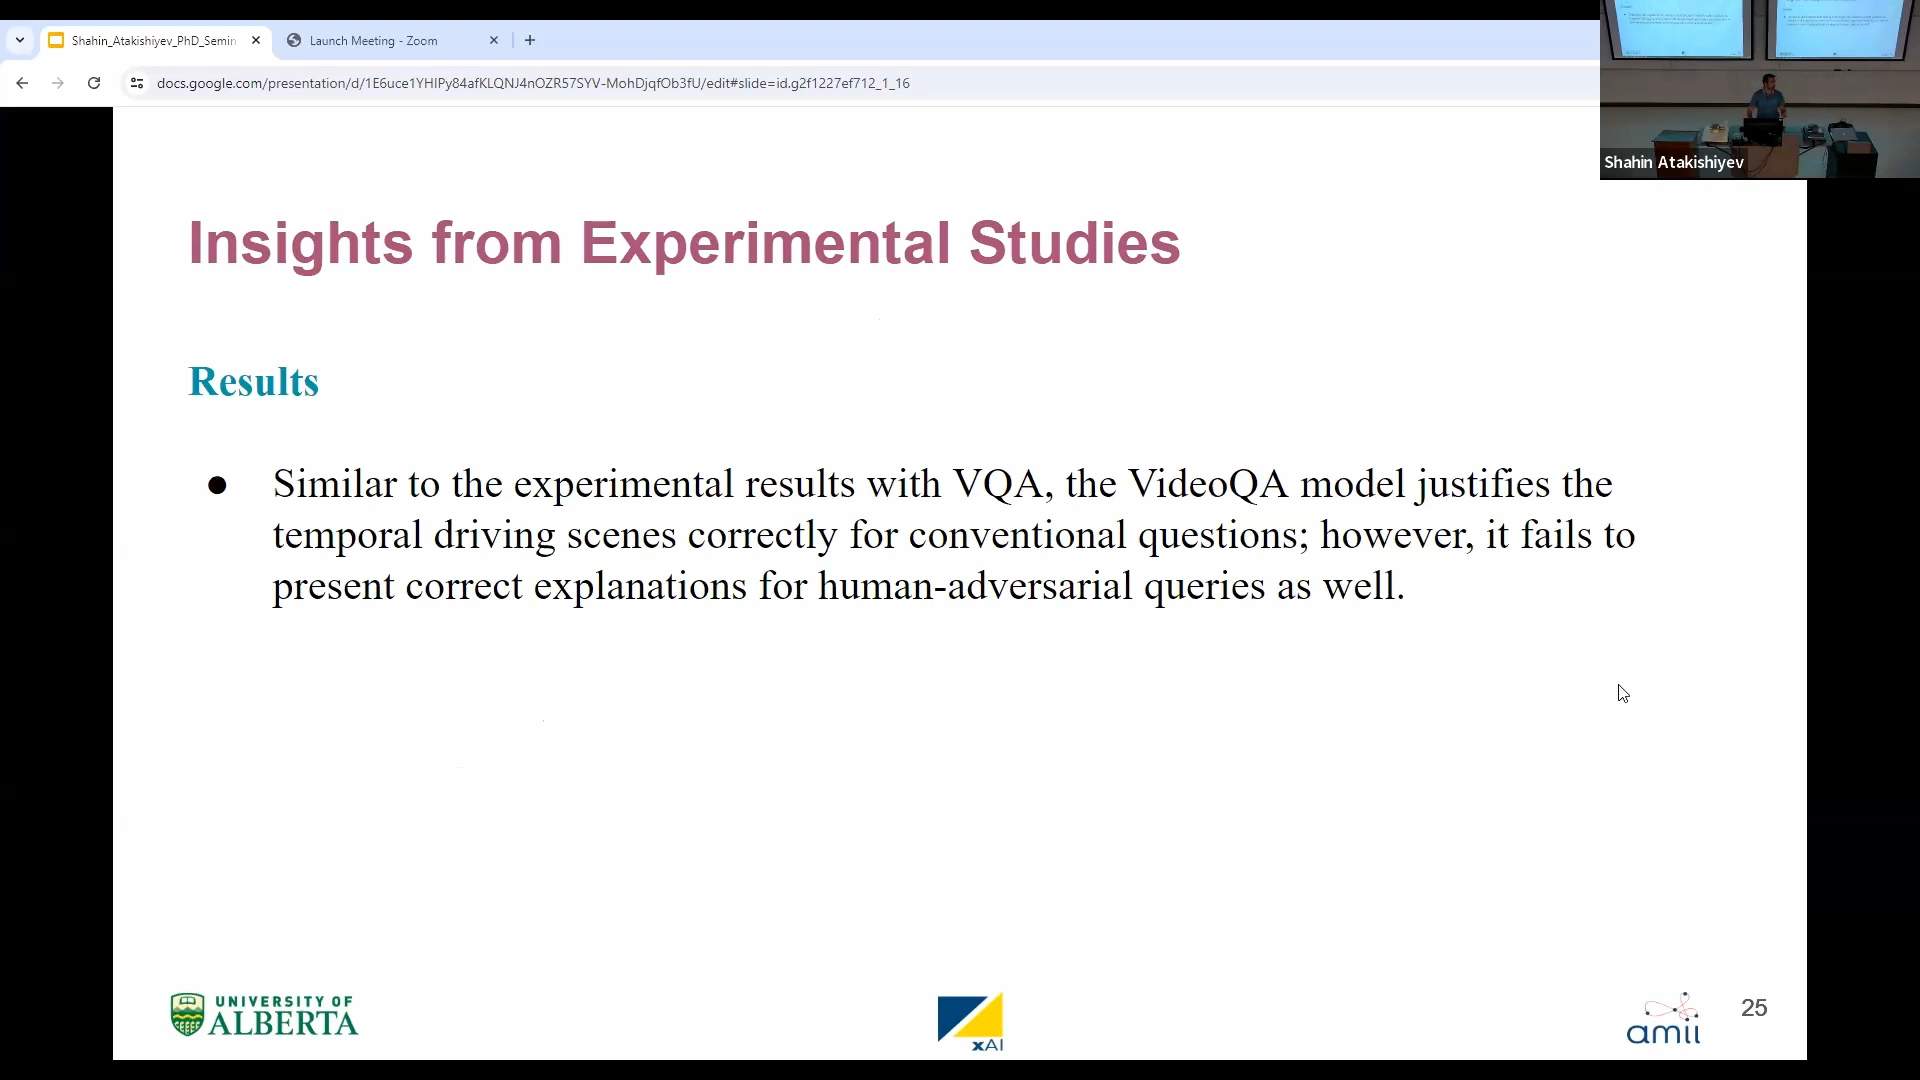 Shahin_Atakishiyev_PhD_Semin
Launch Meeting - Zoom
docs.google.com/presentation/d/1E6uce1YHIPy84afKLQNJ4nOZR57SYV-MohDjqfOb3fU/edit#slide=id.g2f1227ef712_1_16
Shahin Atakishiyev
Insights from Experimental Studies
Results
● Similar to the experimental results with VQA, the VideoQA model justifies the
temporal driving scenes correctly for conventional questions; however, it fails to
present correct explanations for human-adversarial queries as well.
UNIVERSITY OF
ALBERTA
xAI
amii
25